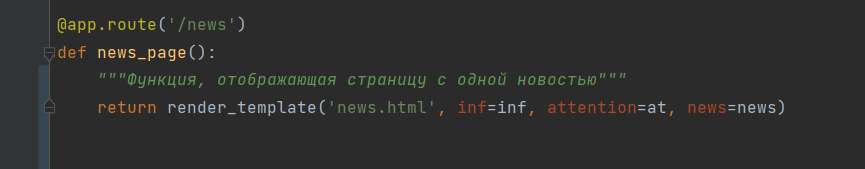 @app.route('/news')
def news_page():
"""Функция, отображающая страницу с одной новостью"""
return render_template('news.html', inf=inf, attention=at, news=news)